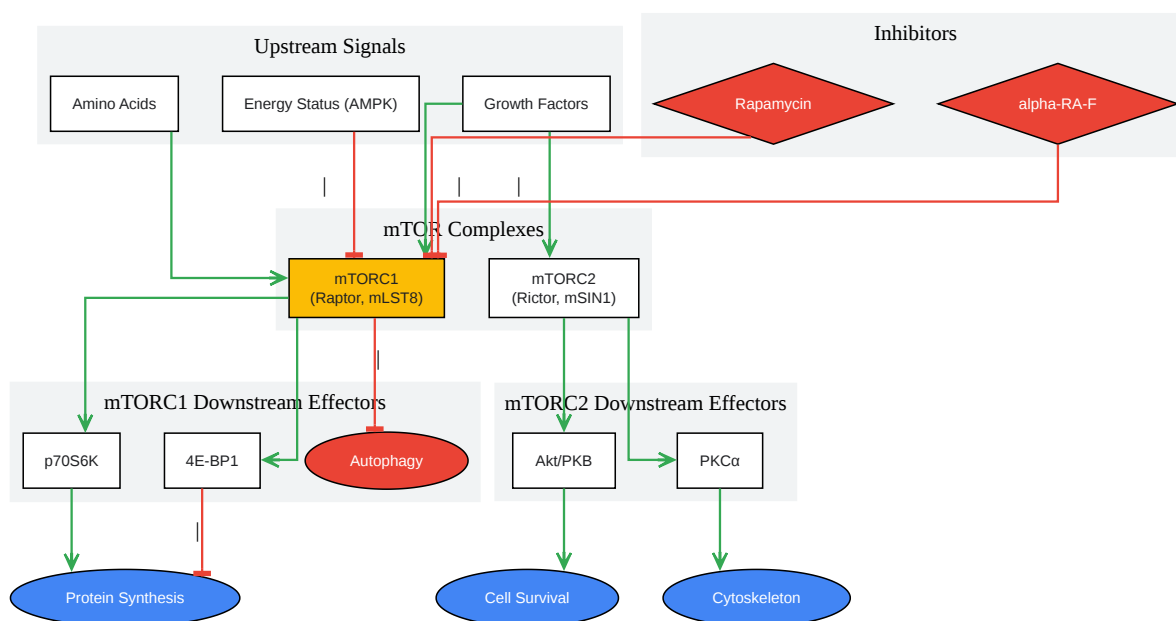 Upstream Signals
Inhibitors
Amino Acids
Energy Status (AMPK)
Growth Factors
Rapamycin
alpha-RA-F
|
|
|
mTOR Complexes
mTORC1
(Raptor, mLST8)
mTORC2
(Rictor, mSIN1)
|
mTORC1 Downstream Effectors
mTORC2 Downstream Effectors
p70S6K
4E-BP1
Autophagy
Akt/PKB
PKCα
|
Protein Synthesis
Cell Survival
Cytoskeleton